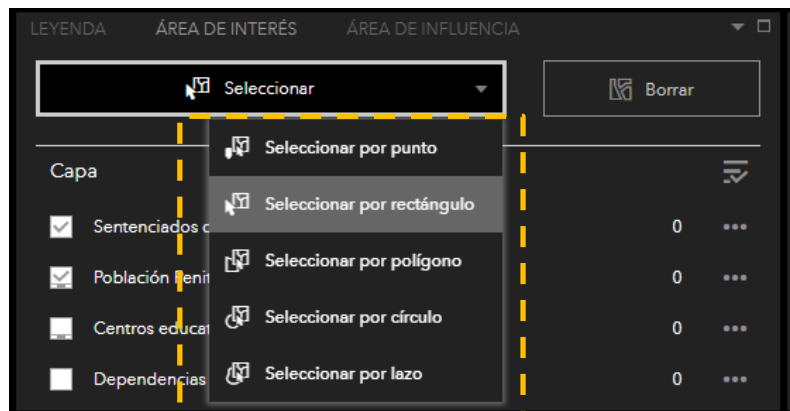 LEYENDA ÁREA DE INTERÉS ÁREA DE INFLUENCIA
Seleccionar Borrar
Seleccionar por punto
Capa
Seleccionar por rectángulo
Sentenciados 0
Seleccionar por polígono
Población 0
Seleccionar por círculo
Centros 0
Seleccionar por lazo
Dependencias 0